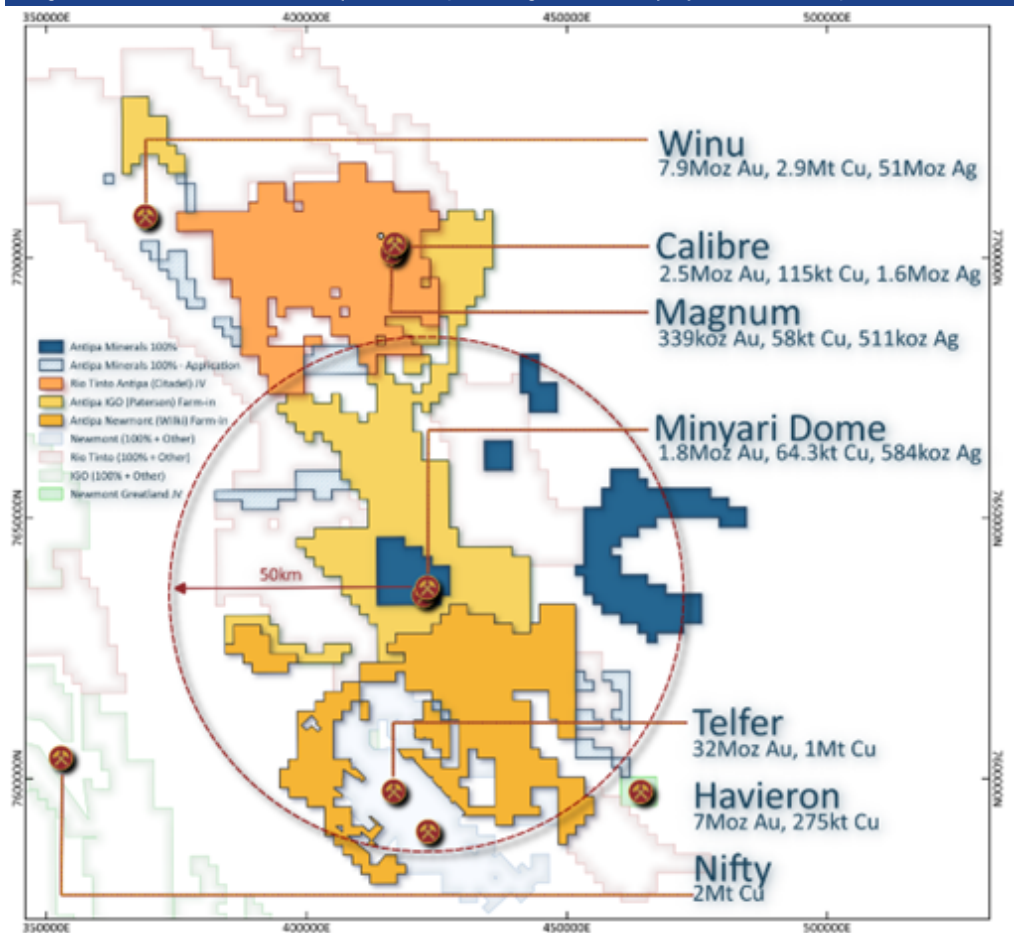 350000E 400000E 450000E 500000E
Winu
7.9Moz Au, 2.9Mt Cu, 51Moz Ag
Calibre
2.5Moz Au, 115kt Cu, 1.6Moz Ag
7700000N 7700000N
Magnum
339koz Au, 58kt Cu, 511koz Ag
Antipa Minerals 100%
Antipa Minerals 100% - Application
Rio Tinto Antipa (Citadel) JV
Antipa IGO (Paterson) Farm-in
Antipa Newmont (Wilki) Farm-in
Newmont (100% + Other)
Rio Tinto (100% + Other)
IGO (100% + Other)
Newmont Greatland JV
Minyari Dome
1.8Moz Au, 64.3kt Cu, 584koz Ag
7650000N 7650000N
50km
Telfer
32Moz Au, 1Mt Cu
7600000N 7600000N
Havieron
7Moz Au, 275kt Cu
Nifty
2Mt Cu
350000E 400000E 450000E 500000E